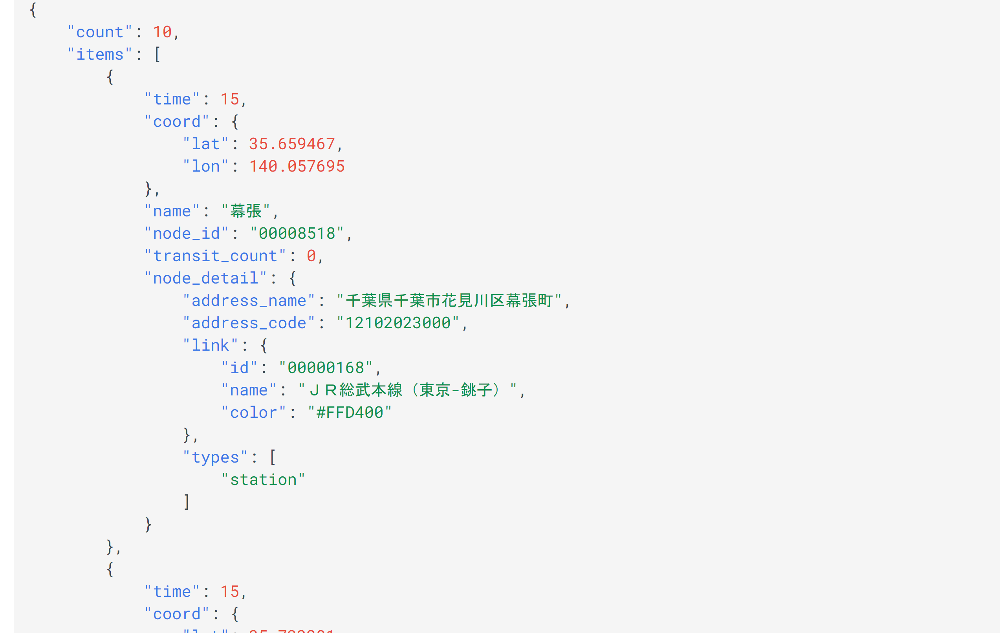 {
"count": 10,
"items": [
{
"time": 15,
"coord": {
"lat": 35.659467,
"lon": 140.057695
},
"name": "幕張",
"node_id": "00008518",
"transit_count": 0,
"node_detail": {
"address_name": "千葉県千葉市花見川区幕張町",
"address_code": "12102023000",
"link": {
"id": "00000168",
"name": "ＪＲ総武本線（東京-銚子）",
"color": "#FFD400"
},
"types": [
"station"
]
}
},
{
"time": 15,
"coord": {